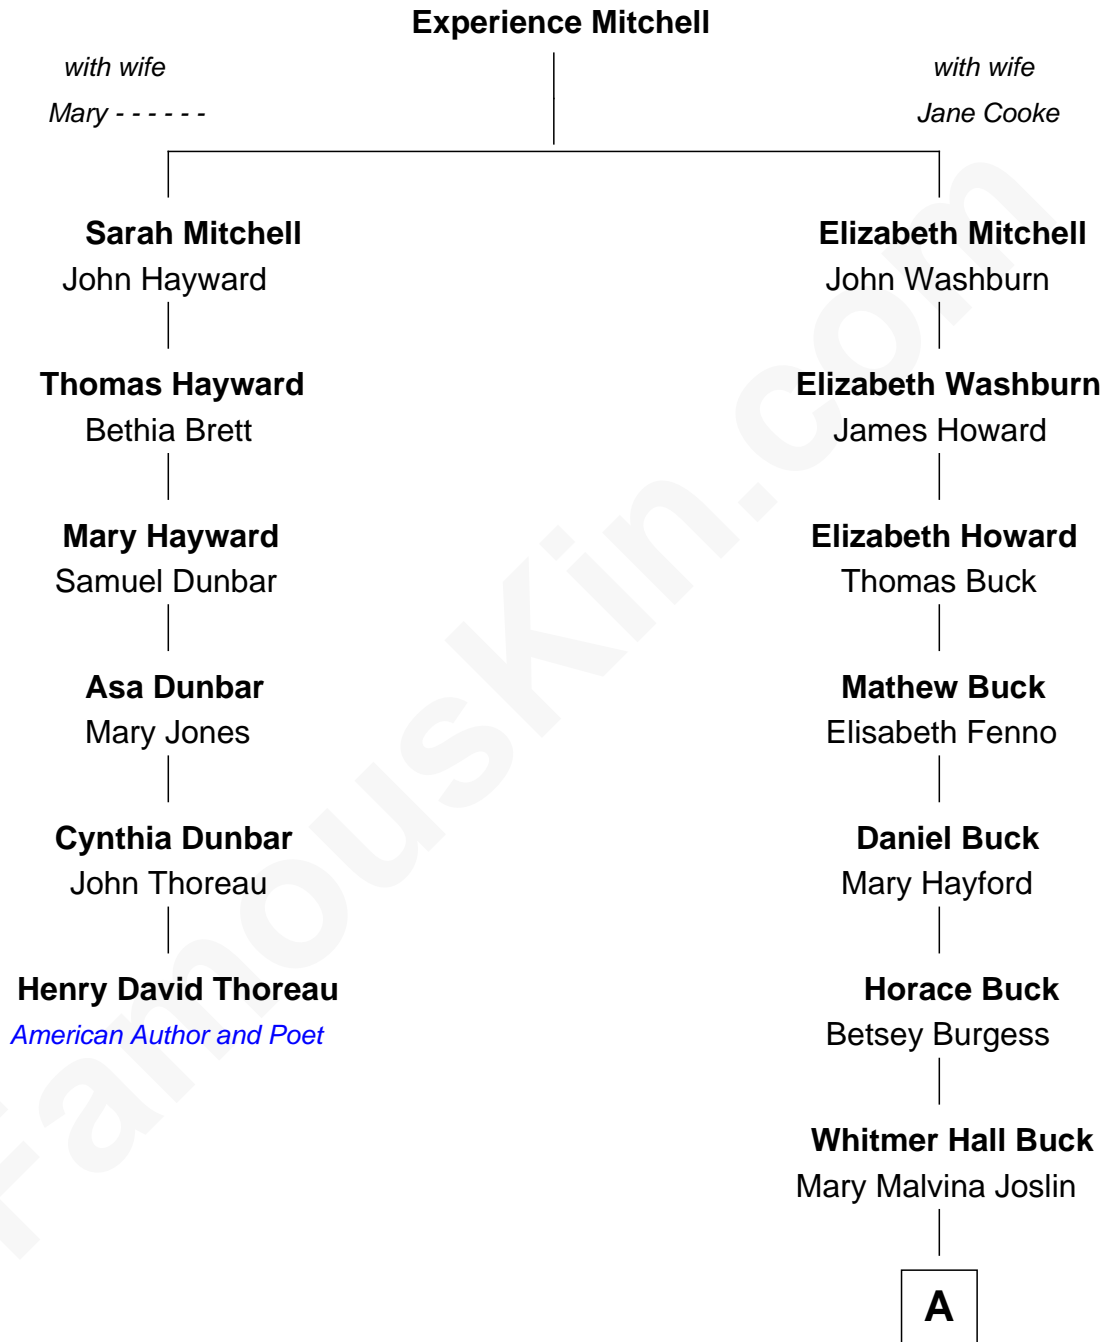 Experience Mitchell
with wife
Mary - - - - - -
with wife
Jane Cooke
Sarah Mitchell
John Hayward
Thomas Hayward
Bethia Brett
Mary Hayward
Samuel Dunbar
Asa Dunbar
Mary Jones
Cynthia Dunbar
John Thoreau
Henry David Thoreau
American Author and Poet
Elizabeth Mitchell
John Washburn
Elizabeth Washburn
James Howard
Elizabeth Howard
Thomas Buck
Mathew Buck
Elisabeth Fenno
Daniel Buck
Mary Hayford
Horace Buck
Betsey Burgess
Whitmer Hall Buck
Mary Malvina Joslin
A
FamousKin.com